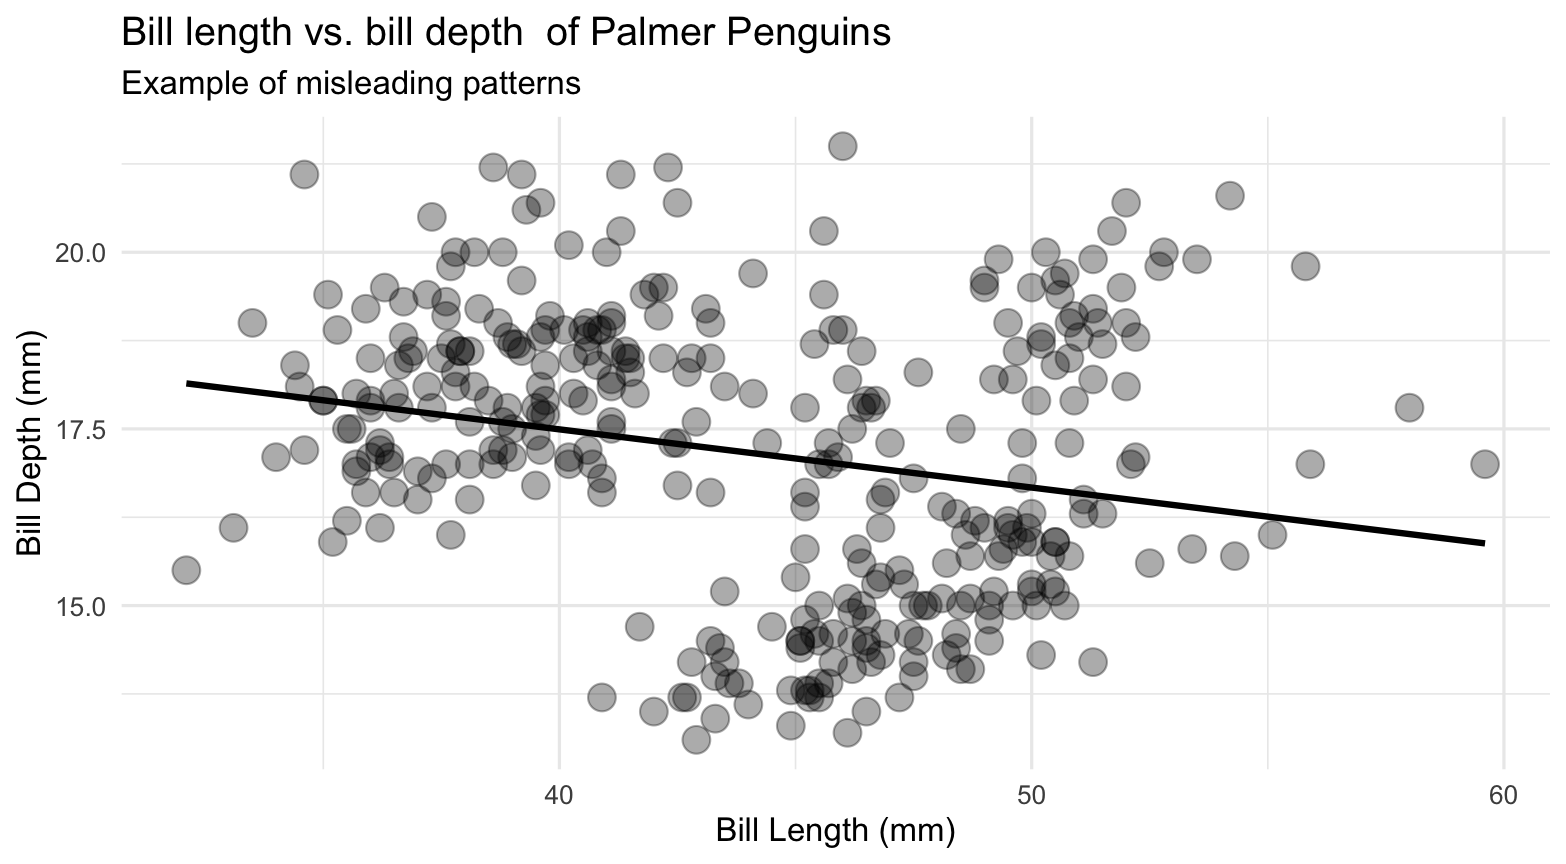 Bill length vs. bill depth  of Palmer Penguins
Example of misleading patterns
20.0
17.5
15.0
Bill Depth (mm)
40 50 60
Bill Length (mm)